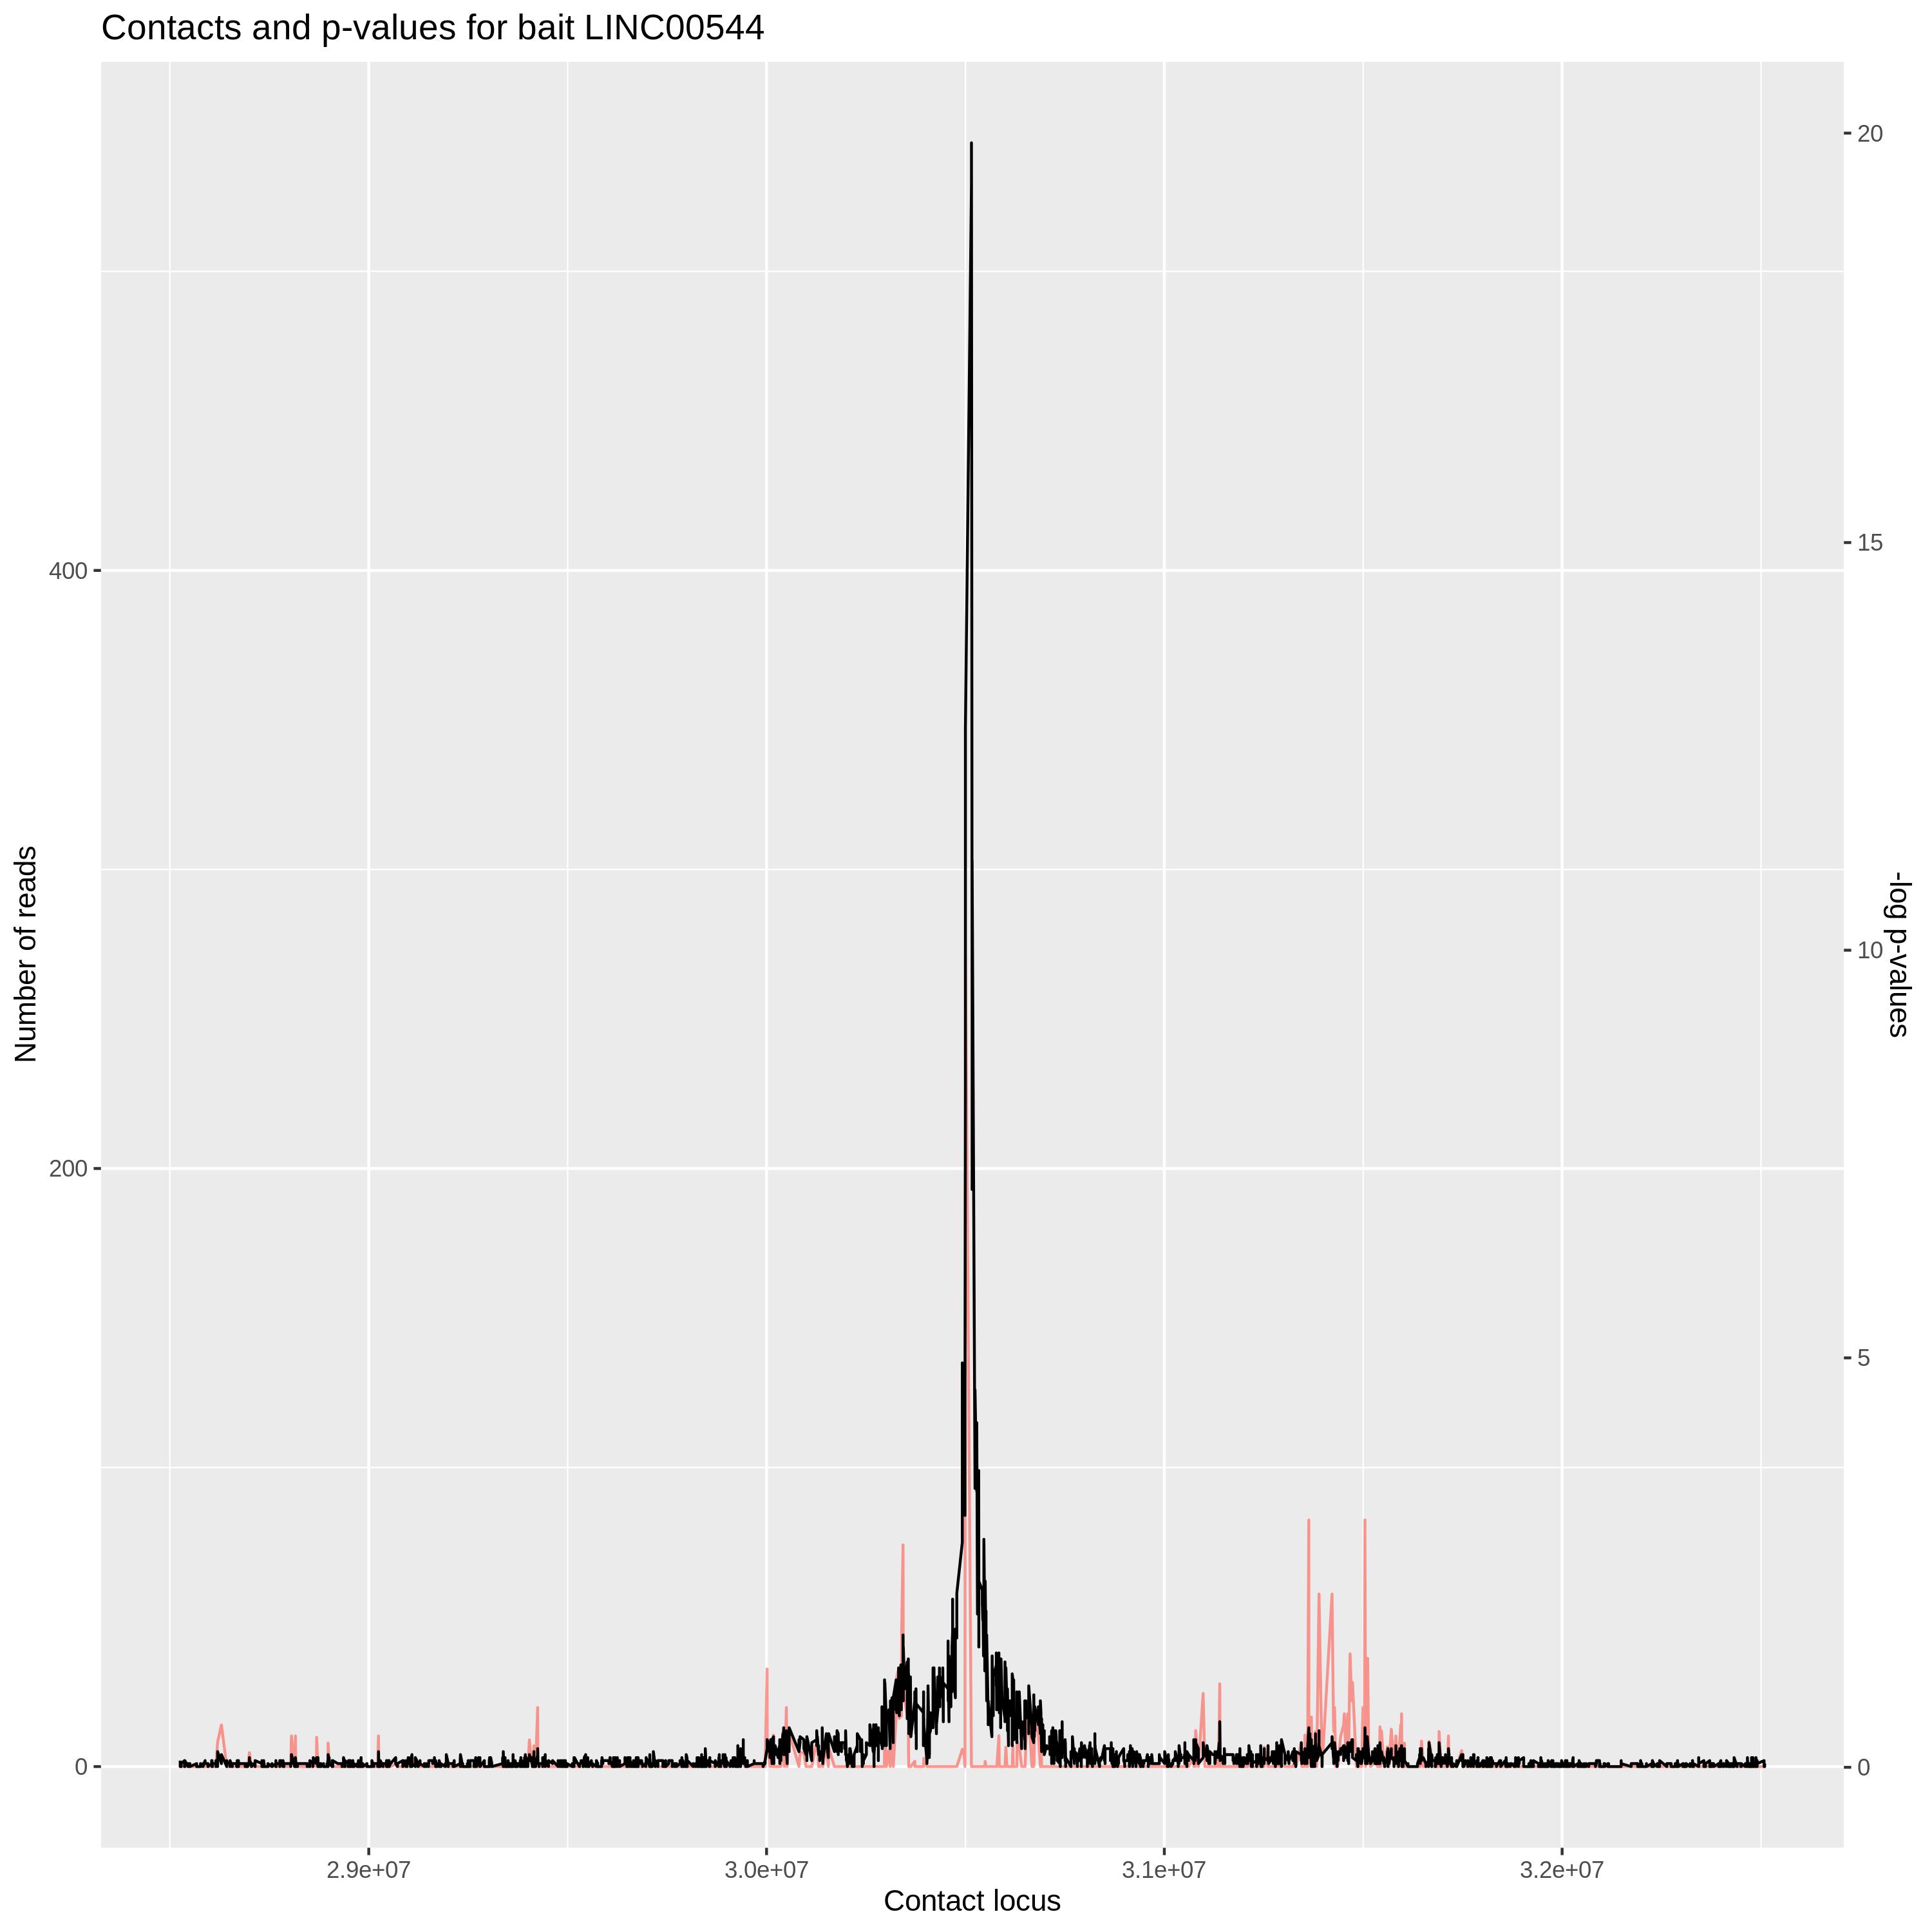 Contacts and p-values for bait LINC00544
20
15
400
Number of reads
-log p-values
10
200
5
0
0
2.9e+07
3.0e+07
3.1e+07
3.2e+07
Contact locus